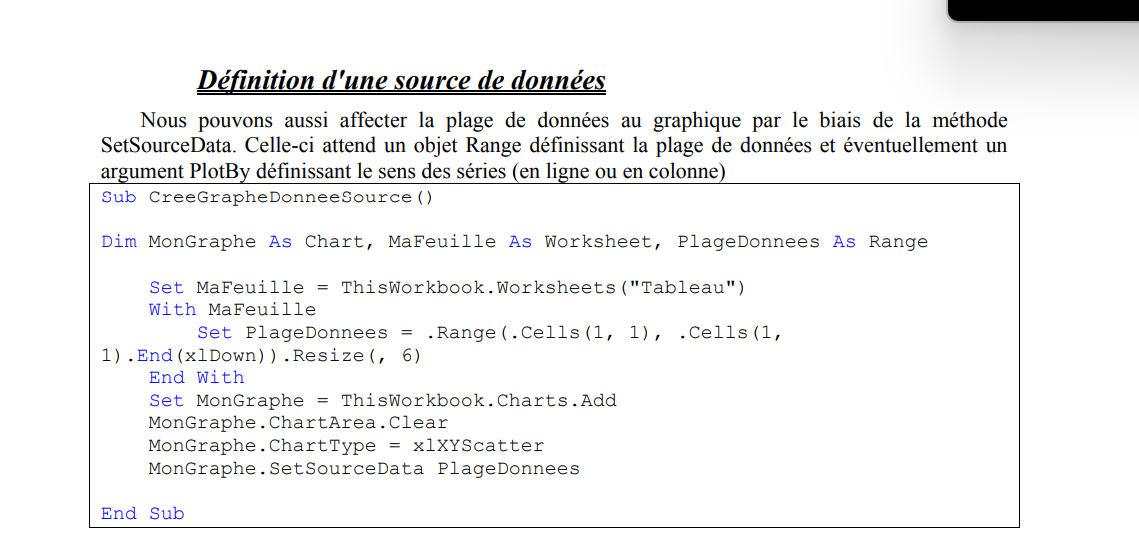 Définition d'une source de données
Nous pouvons aussi affecter la plage de données au graphique par le biais de la méthode
SetSourceData. Celle-ci attend un objet Range définissant la plage de données et éventuellement un
argument PlotBy définissant le sens des séries (en ligne ou en colonne)
Sub CreeGrapheDonneeSource()
Dim MonGraphe As Chart, MaFeuille As Worksheet, PlageDonnees As Range
Set MaFeuille = ThisWorkbook.Worksheets("Tableau")
With MaFeuille
Set PlageDonnees = .Range(.Cells(1, 1), .Cells(1,
1).End(xlDown)).Resize(, 6)
End With
Set MonGraphe = ThisWorkbook.Charts.Add
MonGraphe.ChartArea.Clear
MonGraphe.ChartType = xlXYScatter
MonGraphe.SetSourceData PlageDonnees
End Sub